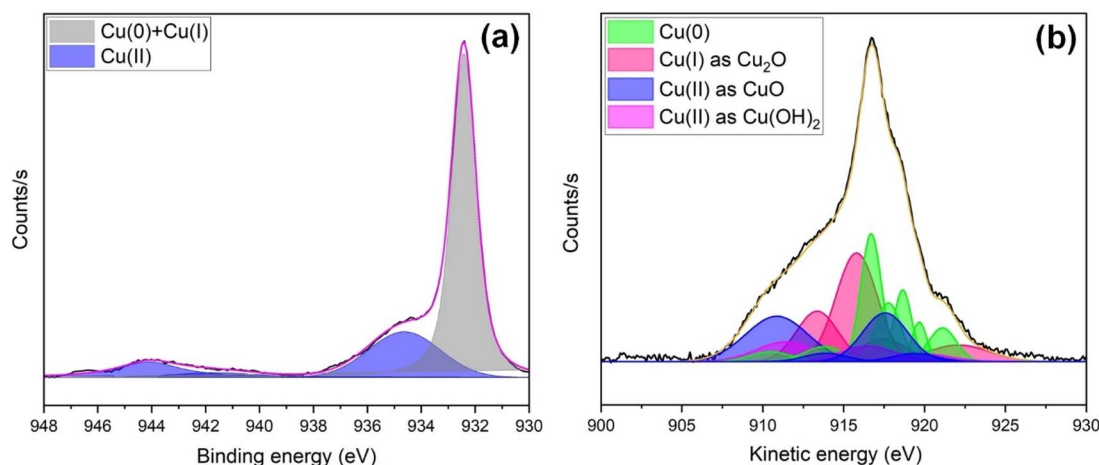 Cu(0)+Cu(I)
Cu(II)
(a)
Counts/s
948 946 944 942 940 938 936 934 932 930
Binding energy (eV)
Cu(0)
Cu(I) as Cu₂O
Cu(II) as CuO
Cu(II) as Cu(OH)₂
(b)
Counts/s
900 905 910 915 920 925 930
Kinetic energy (eV)